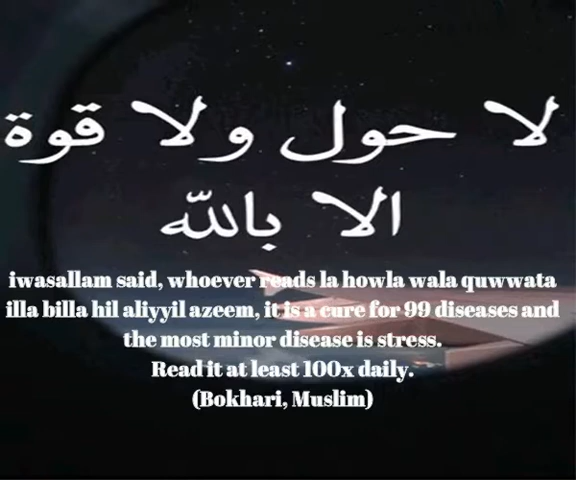 لا حول ولا قوة
الا باللّه
iwasallam said, whoever reads la howla wala quwwata
illa billa hil aliyyil azeem, it is a cure for 99 diseases and
the most minor disease is stress.
Read it at least 100x daily.
(Bokhari, Muslim)